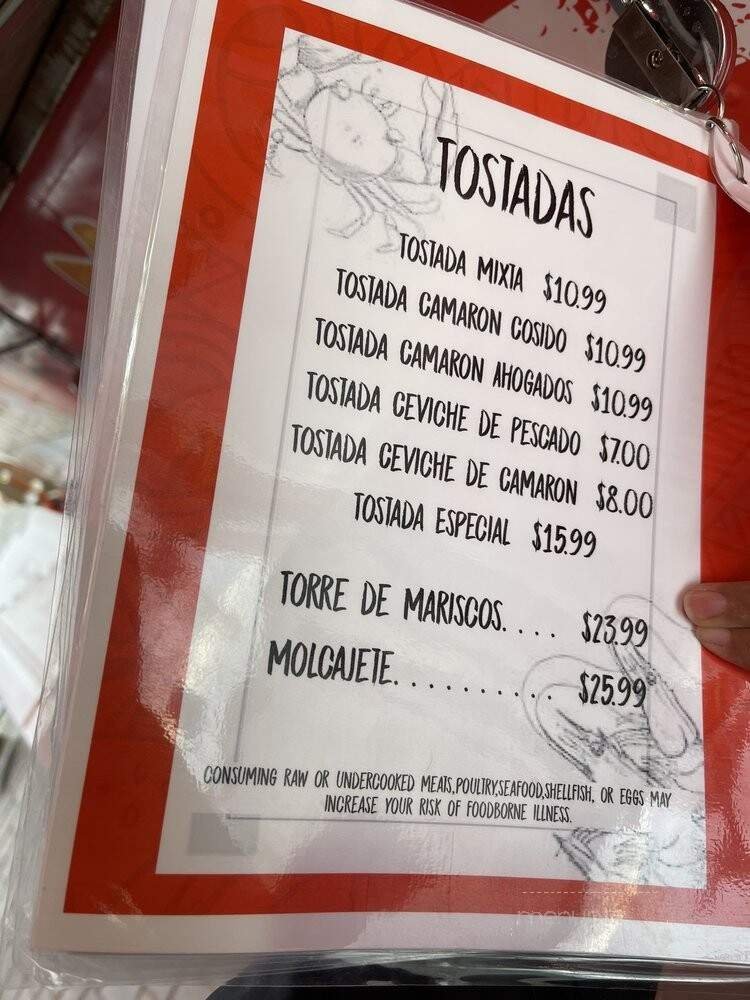 TOSTADAS
TOSTADA MIXTA $10.99
TOSTADA CAMARON COSIDO $10.99
TOSTADA CAMARON AHOGADOS $10.99
TOSTADA CEVICHE DE PESCADO $7.00
TOSTADA CEVICHE DE CAMARON $8.00
TOSTADA ESPECIAL $15.99
TORRE DE MARISCOS. . . . $23.99
MOLCAJETE. . . . . . . . . . . $25.99
CONSUMING RAW OR UNDERCOOKED MEATS,POULTRY,SEAFOOD,SHELLFISH, OR EGGS MAY
INCREASE YOUR RISK OF FOODBORNE ILLNESS.